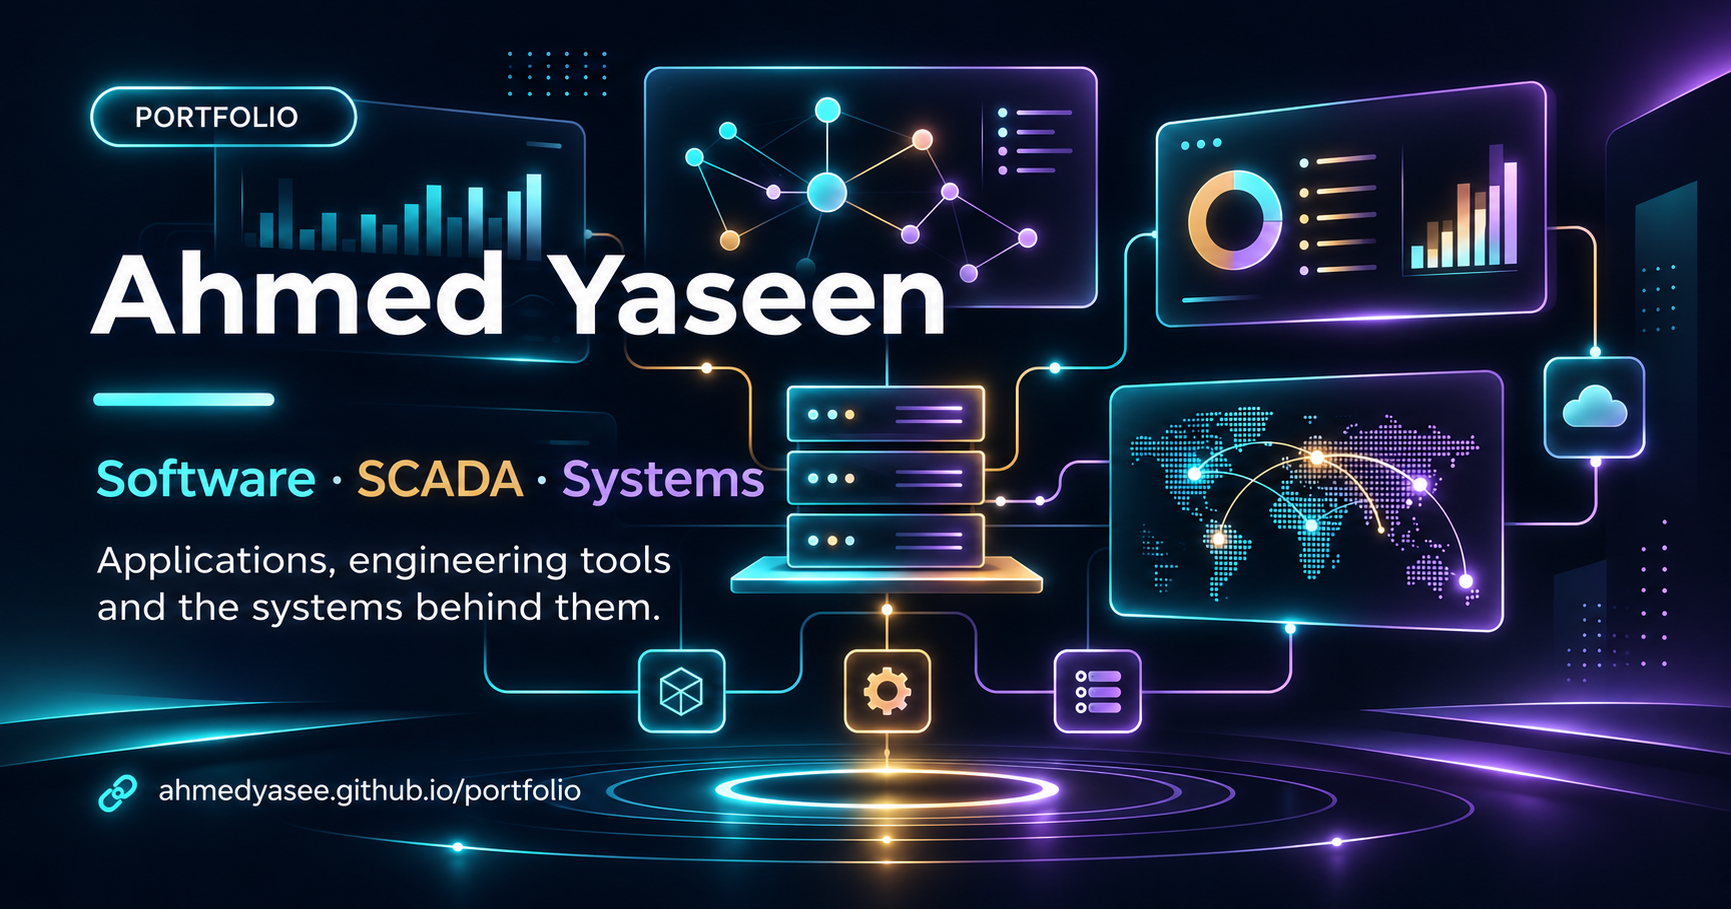 PORTFOLIO
Ahmed Yaseen
Software · SCADA · Systems
Applications, engineering tools
and the systems behind them.
ahmedyasee.github.io/portfolio